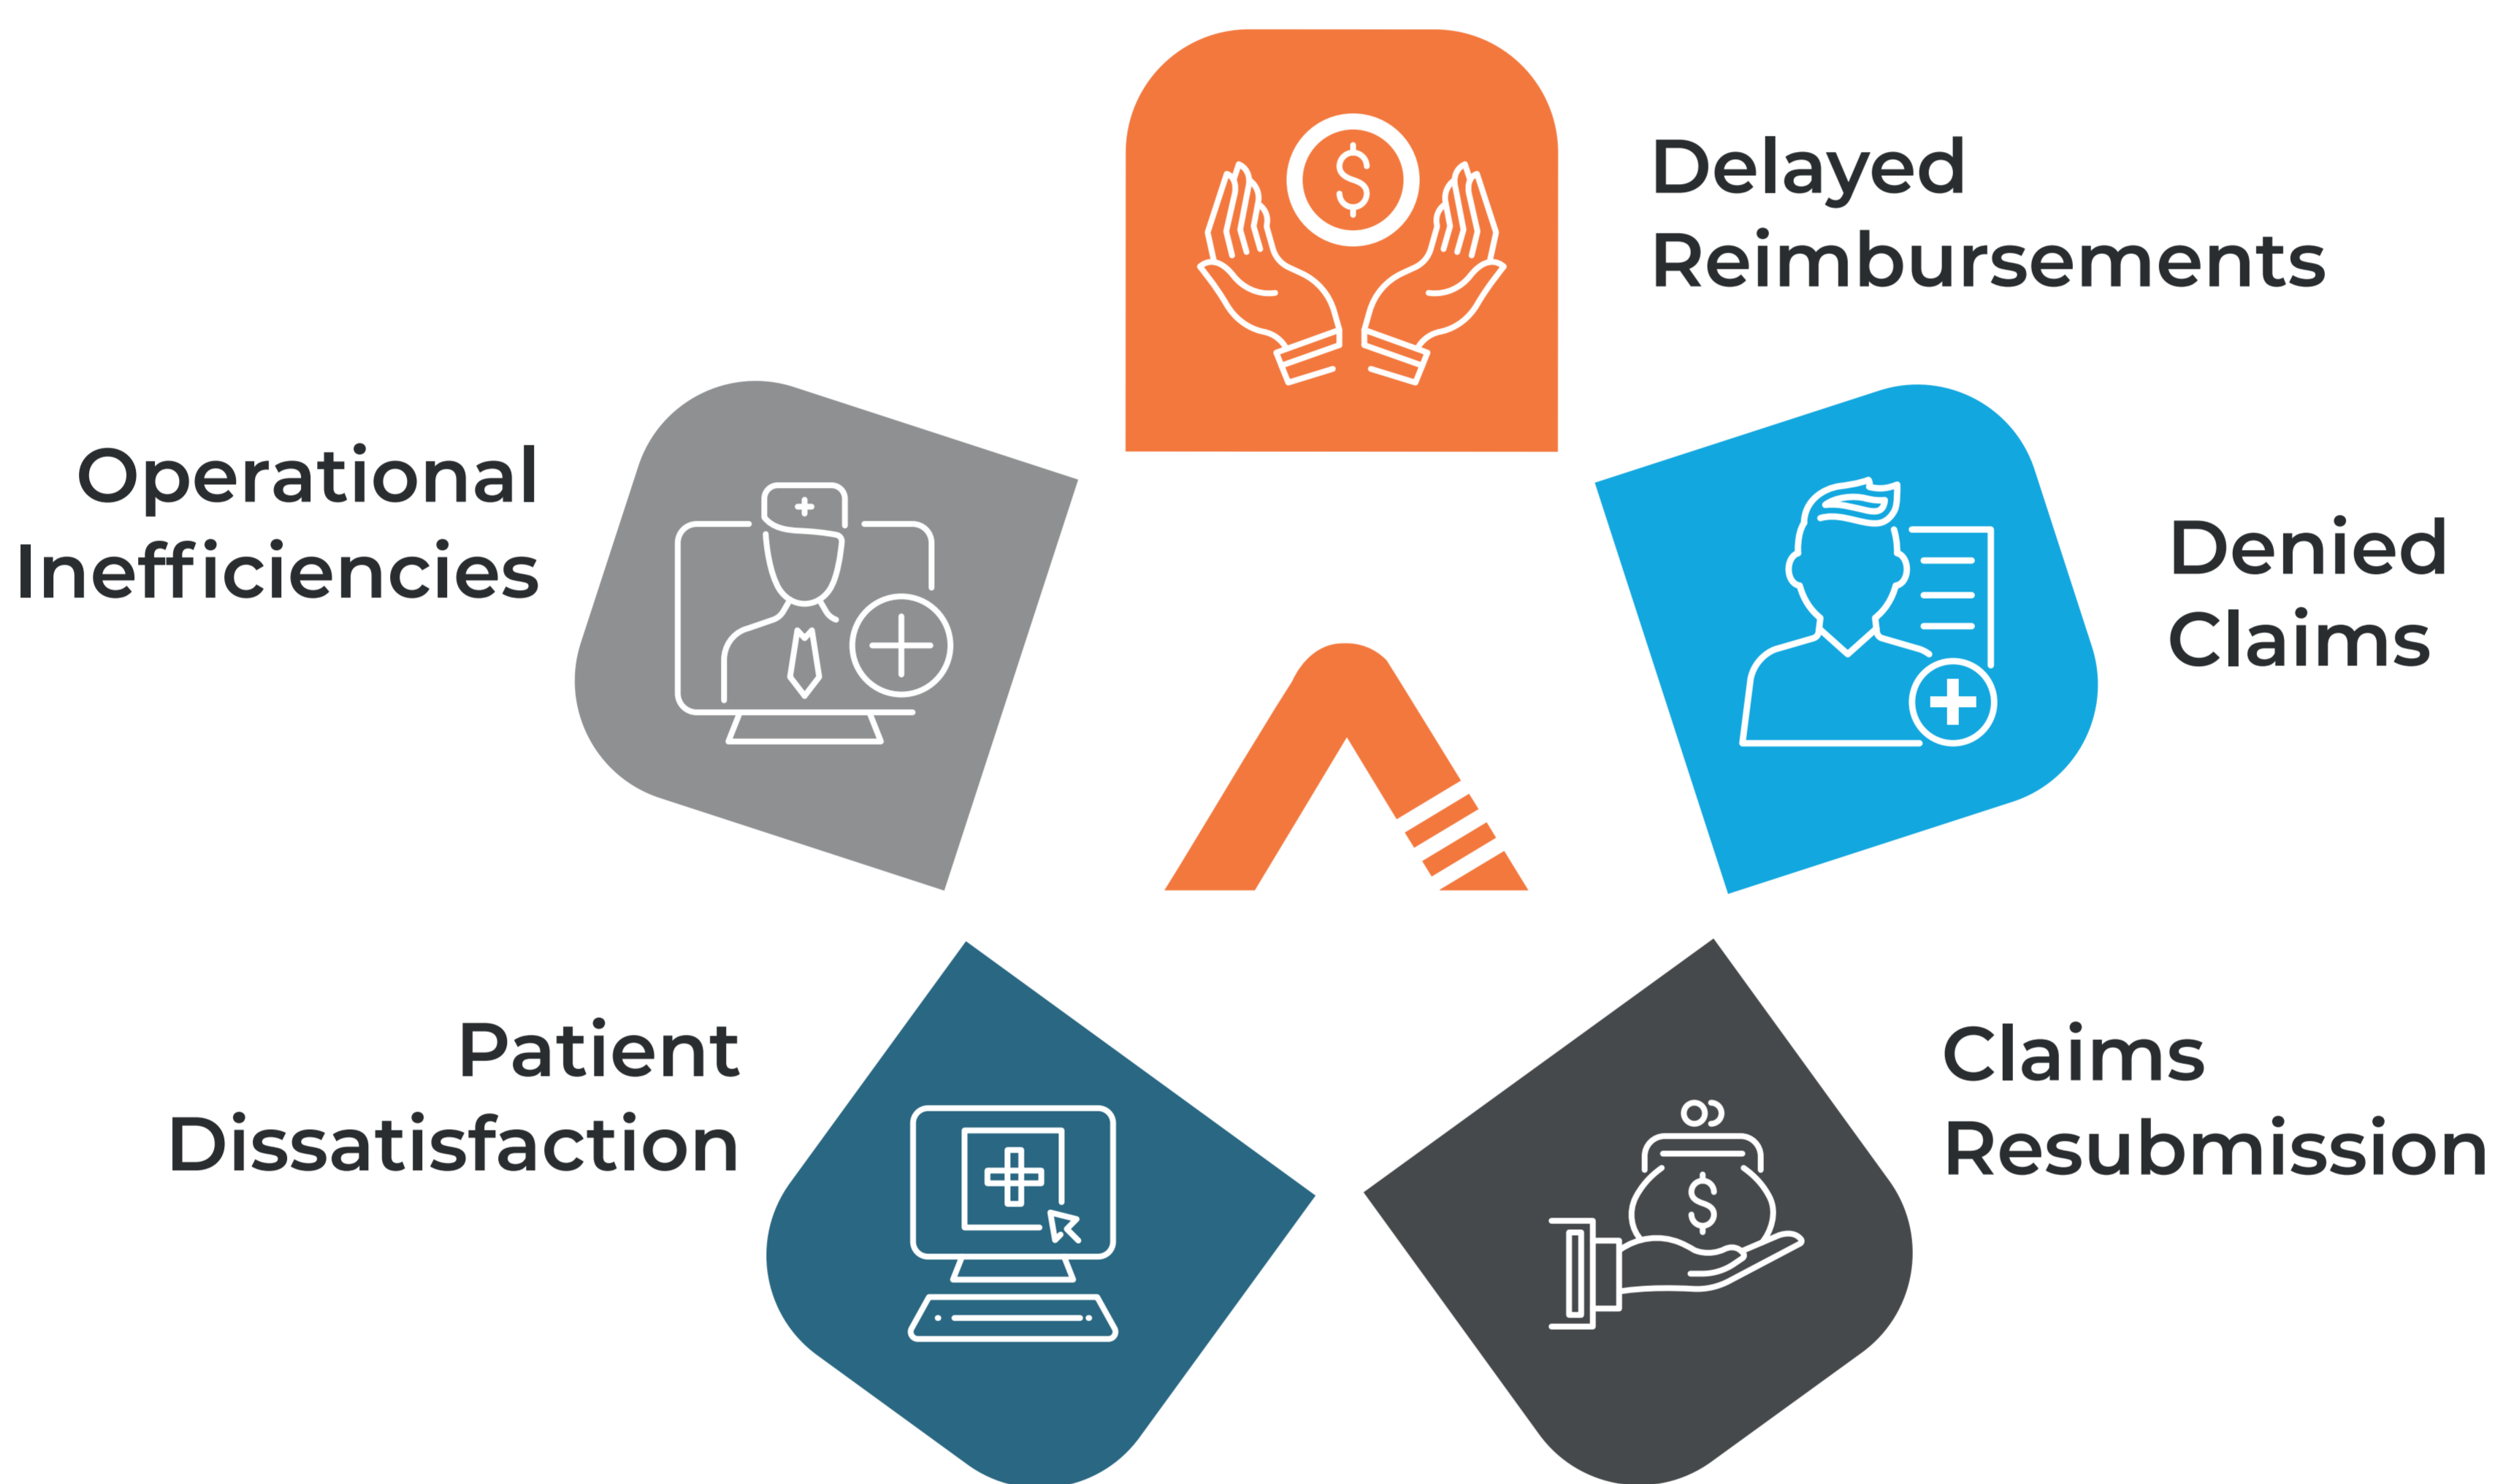 Delayed
Reimbursements
Operational
Inefficiencies
Denied
Claims
Patient
Dissatisfaction
Claims
Resubmission